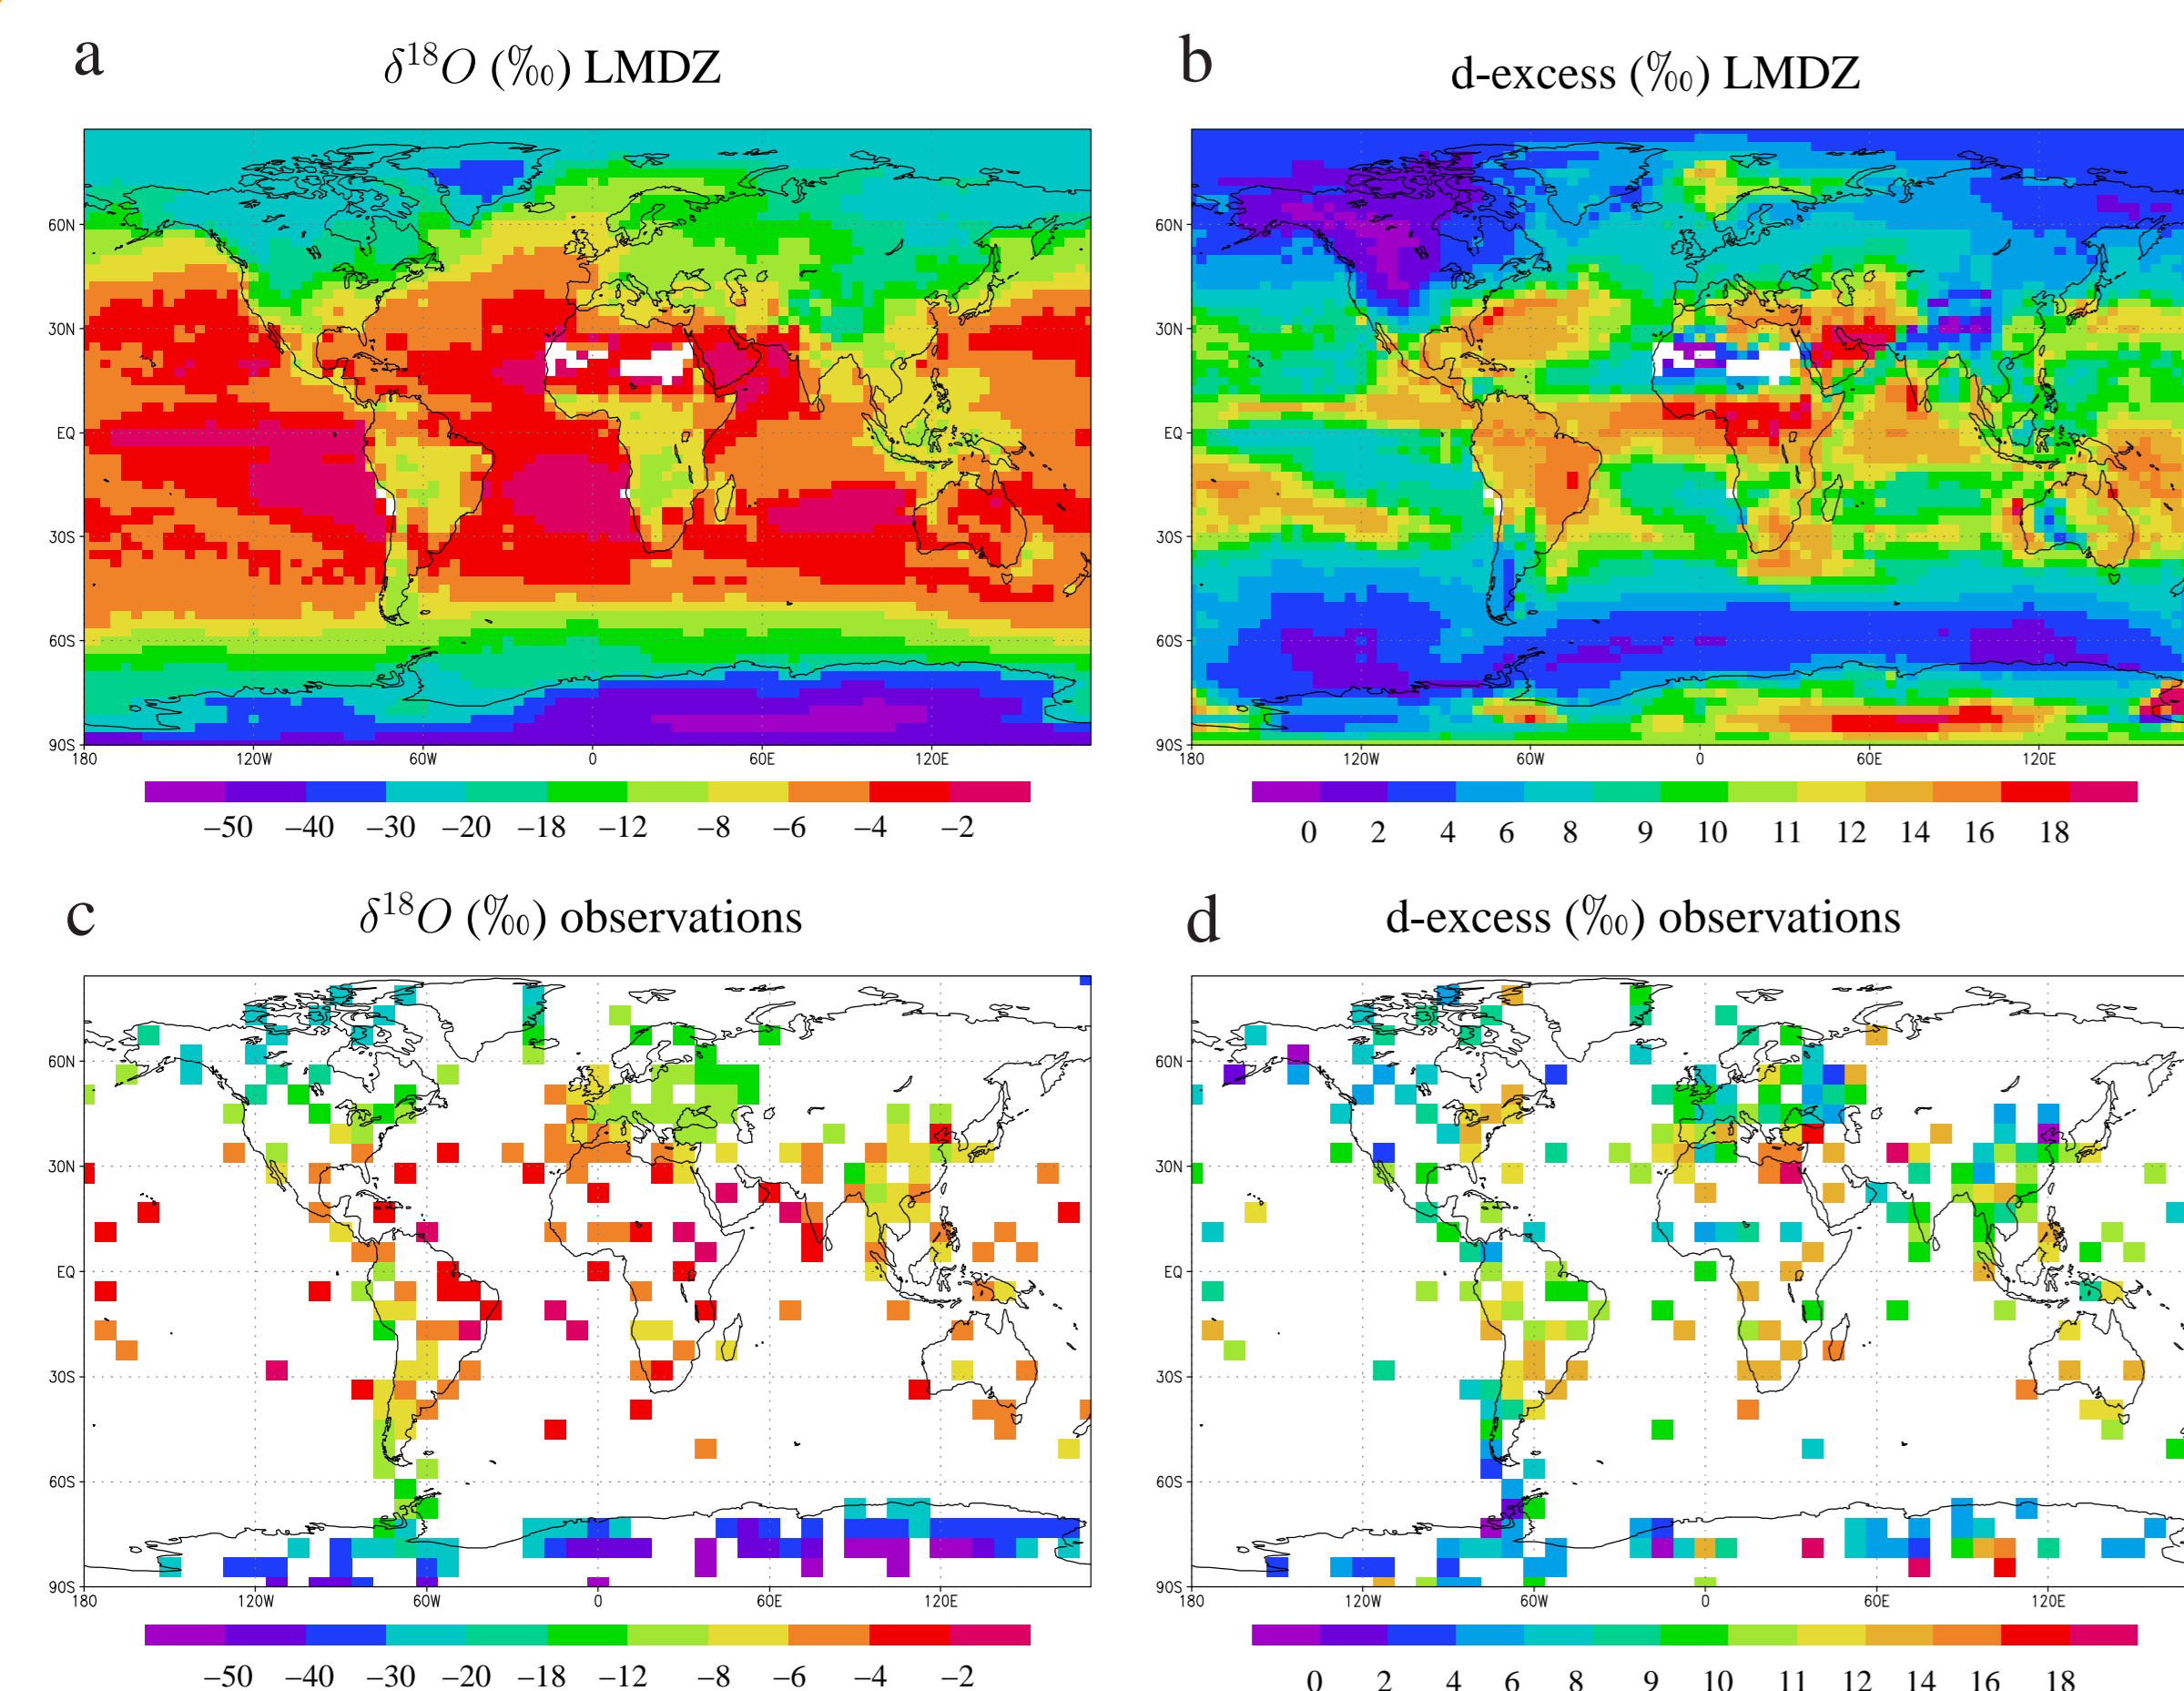 a
δ18O (‰) LMDZ
b
d-excess (‰) LMDZ
60N
30N
EQ
30S
60S
90S
180 120W 60W 0 60E 120E
−50 −40 −30 −20 −18 −12 −8 −6 −4 −2
60N
30N
EQ
30S
60S
90S
180 120W 60W 0 60E 120E
0 2 4 6 8 9 10 11 12 14 16 18
c
δ18O (‰) observations
d
d-excess (‰) observations
60N
30N
EQ
30S
60S
90S
180 120W 60W 0 60E 120E
−50 −40 −30 −20 −18 −12 −8 −6 −4 −2
60N
30N
EQ
30S
60S
90S
180 120W 60W 0 60E 120E
0 2 4 6 8 9 10 11 12 14 16 18